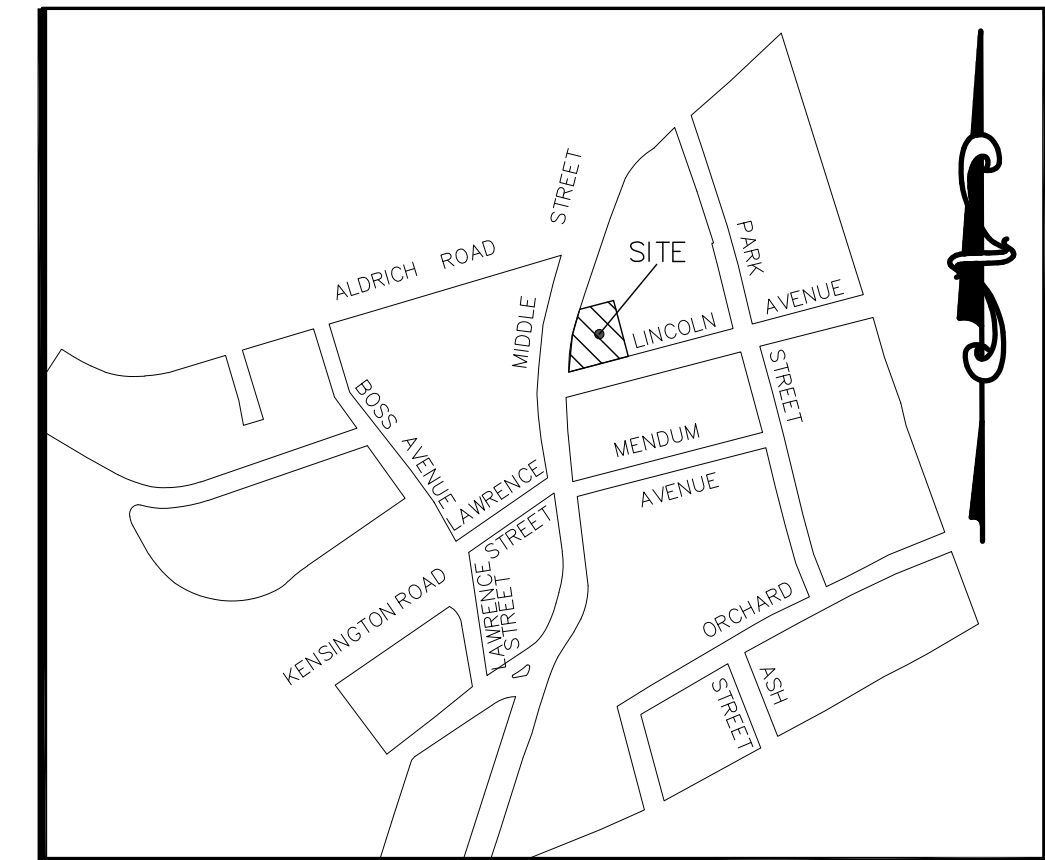 STREET
ALDRICH ROAD
SITE
PARK
AVENUE
MIDDLE
LINCOLN
STREET
BOSS AVENUE
MENDUM
AVENUE
LAWRENCE
STREET
LAWRENCE
STREET
KENSINGTON ROAD
ORCHARD
ASH
STREET